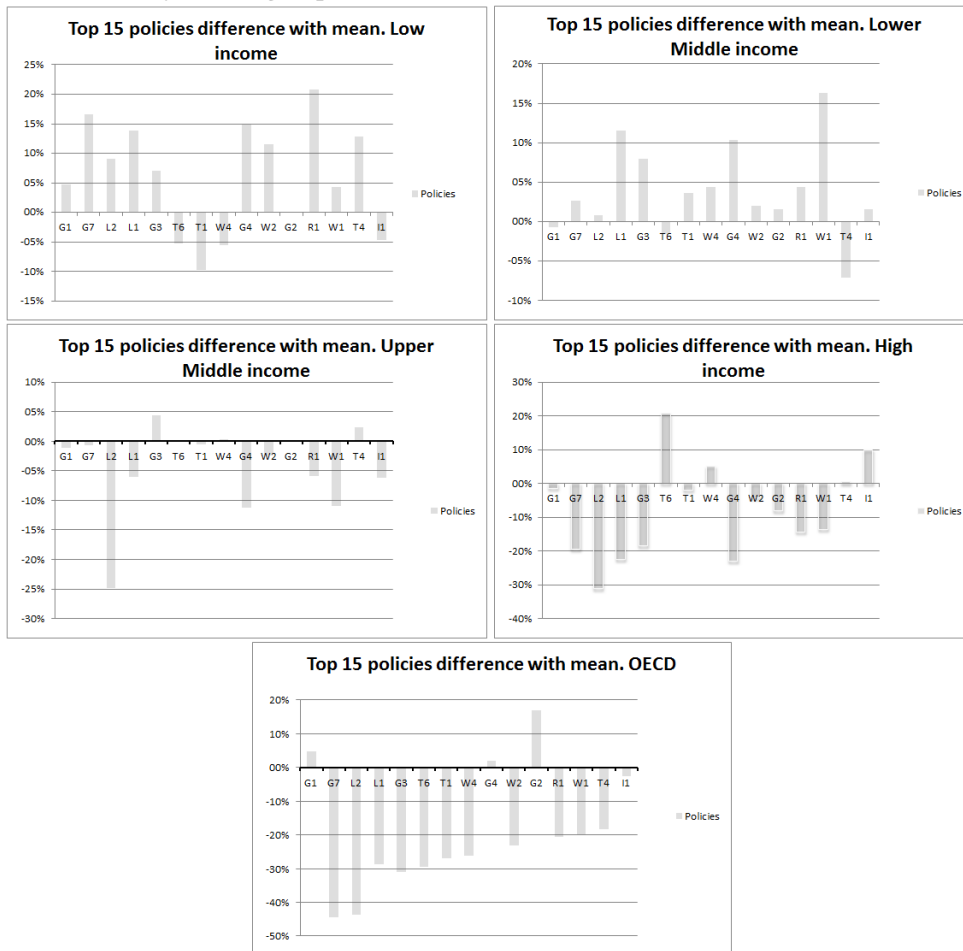 Top 15 policies difference with mean. Low
income
25%
20%
15%
10%
05%
00%
-05%
-10%
-15%
G1 G7 L2 L1 G3 T6 T1 W4 G4 W2 G2 R1 W1 T4 I1
Policies
Top 15 policies difference with mean. Lower
Middle income
20%
15%
10%
05%
00%
-05%
-10%
G1 G7 L2 L1 G3 T6 T1 W4 G4 W2 G2 R1 W1 T4 I1
Policies
Top 15 policies difference with mean. Upper
Middle income
10%
05%
00%
-05%
-10%
-15%
-20%
-25%
-30%
G1 G7 L2 L1 G3 T6 T1 W4 G4 W2 G2 R1 W1 T4 I1
Policies
Top 15 policies difference with mean. High
income
30%
20%
10%
00%
-10%
-20%
-30%
-40%
G1 G7 L2 L1 G3 T6 T1 W4 G4 W2 G2 R1 W1 T4 I1
Policies
Top 15 policies difference with mean. OECD
20%
10%
00%
-10%
-20%
-30%
-40%
-50%
G1 G7 L2 L1 G3 T6 T1 W4 G4 W2 G2 R1 W1 T4 I1
Policies